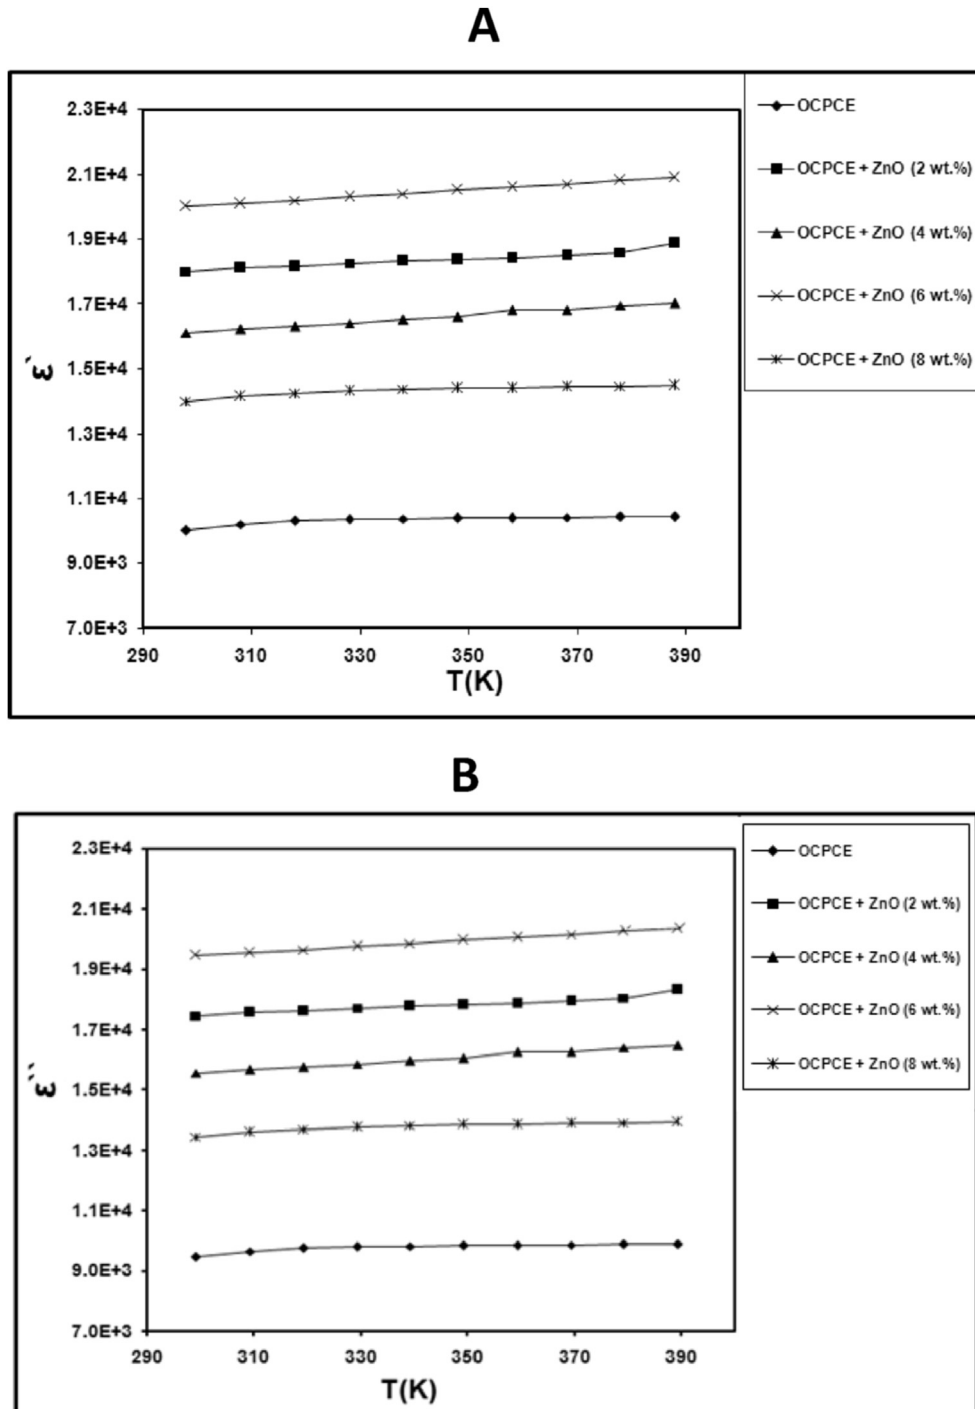 A
2.3E+4
2.1E+4
1.9E+4
1.7E+4
1.5E+4
1.3E+4
1.1E+4
9.0E+3
7.0E+3
ε`
290 310 330 350 370 390
T(K)
OCPCE
OCPCE + ZnO (2 wt.%)
OCPCE + ZnO (4 wt.%)
OCPCE + ZnO (6 wt.%)
OCPCE + ZnO (8 wt.%)
B
2.3E+4
2.1E+4
1.9E+4
1.7E+4
1.5E+4
1.3E+4
1.1E+4
9.0E+3
7.0E+3
ε``
290 310 330 350 370 390
T(K)
OCPCE
OCPCE + ZnO (2 wt.%)
OCPCE + ZnO (4 wt.%)
OCPCE + ZnO (6 wt.%)
OCPCE + ZnO (8 wt.%)